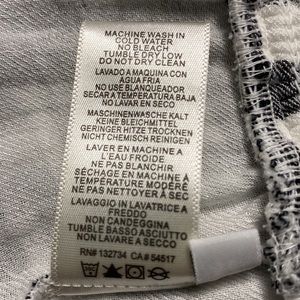 MACHINE WASH IN
COLD WATER
NO BLEACH
TUMBLE DRY LOW
DO NOT DRY CLEAN
LAVADO A MAQUINA CON
AGUA FRIA
NO USE BLANQUEADOR
SECAR A TEMPERATURA BAJA
NO LAVAR EN SECO
MASCHINENWASCHE KALT
KEINE BLEICHMITTEL
GERINGER HITZE TROCKNEN
NICHT CHEMISCH REINIGEN
LAVER EN MACHINE A
L'EAU FROIDE
NE PAS BLANCHIR
SÉCHER EN MACHINE A
TEMPÉRATURE MODÉRÉ
NE PAS NETTOYER A SEC
LAVAGGIO IN LAVATRICE A
FREDDO
NON CANDEGGINA
TUMBLE BASSO ASCIUTTO
NON LAVARE A SECCO
RN# 132734 CA# 54517